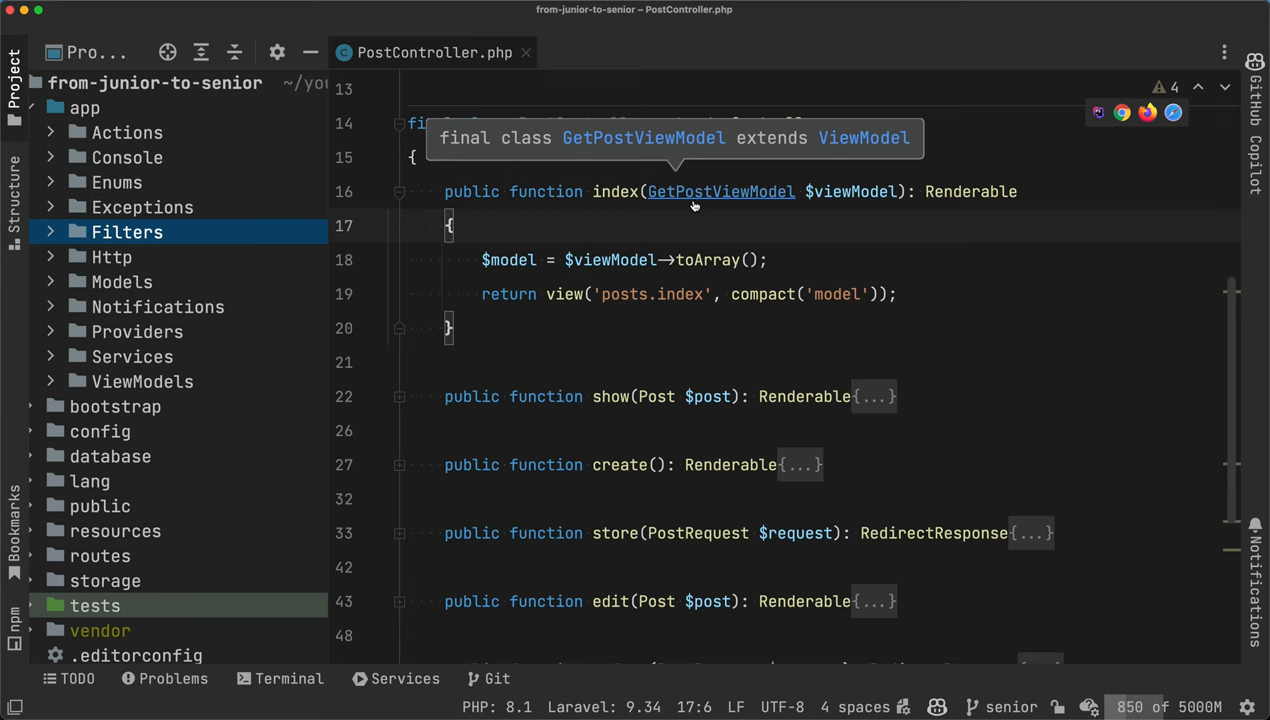 from-junior-to-senior – PostController.php
Project
Structure
Bookmarks
npm
Pro...
from-junior-to-senior ~/you
app
Actions
Console
Enums
Exceptions
Filters
Http
Models
Notifications
Providers
Services
ViewModels
bootstrap
config
database
lang
public
resources
routes
storage
tests
vendor
.editorconfig
PostController.php
4
13
14
final class GetPostViewModel extends ViewModel
15 {
16 public function index(GetPostViewModel $viewModel): Renderable
17 {
18 $model = $viewModel->toArray();
19 return view('posts.index', compact('model'));
20 }
21
22 public function show(Post $post): Renderable{...}
26
27 public function create(): Renderable{...}
32
33 public function store(PostRequest $request): RedirectResponse{...}
42
43 public function edit(Post $post): Renderable{...}
48
GitHub Copilot
Notifications
TODO Problems Terminal Services Git
PHP: 8.1 Laravel: 9.34 17:6 LF UTF-8 4 spaces senior 850 of 5000M